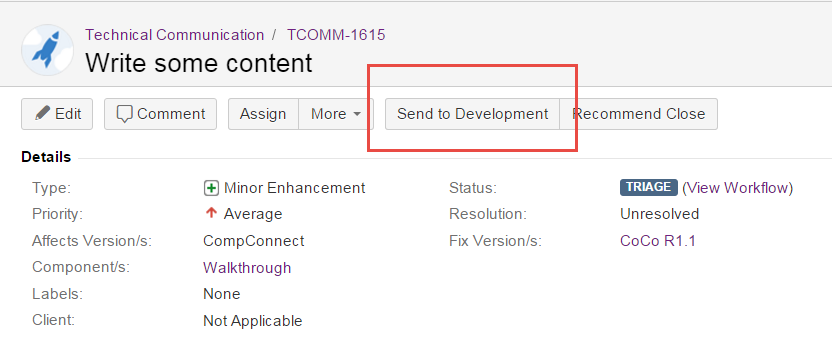 Technical Communication / TCOMM-1615
Write some content
Edit Comment Assign More Send to Development Recommend Close
Details
Type: Minor Enhancement Status: TRIAGE (View Workflow)
Priority: Average Resolution: Unresolved
Affects Version/s: CompConnect Fix Version/s: CoCo R1.1
Component/s: Walkthrough
Labels: None
Client: Not Applicable